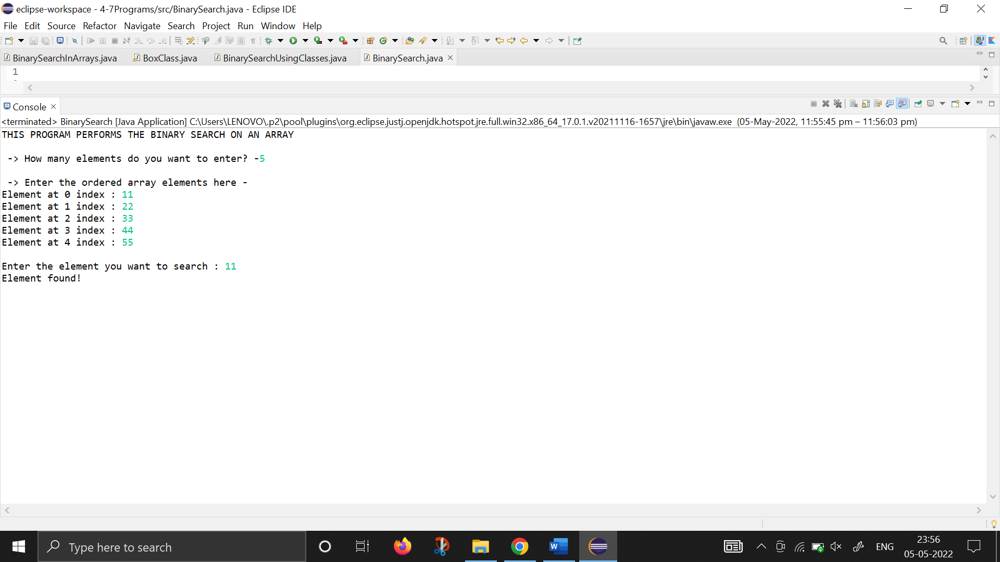 eclipse-workspace - 4-7Programs/src/BinarySearch.java - Eclipse IDE
File Edit Source Refactor Navigate Search Project Run Window Help
BinarySearchInArrays.java BoxClass.java BinarySearchUsingClasses.java BinarySearch.java
1
Console
<terminated> BinarySearch [Java Application] C:\Users\LENOVO\.p2\pool\plugins\org.eclipse.justj.openjdk.hotspot.jre.full.win32.x86_64_17.0.1.v20211116-1657\jre\bin\javaw.exe (05-May-2022, 11:55:45 pm – 11:56:03 pm)
THIS PROGRAM PERFORMS THE BINARY SEARCH ON AN ARRAY
-> How many elements do you want to enter? -5
-> Enter the ordered array elements here -
Element at 0 index : 11
Element at 1 index : 22
Element at 2 index : 33
Element at 3 index : 44
Element at 4 index : 55
Enter the element you want to search : 11
Element found!
Type here to search
ENG
23:56
05-05-2022